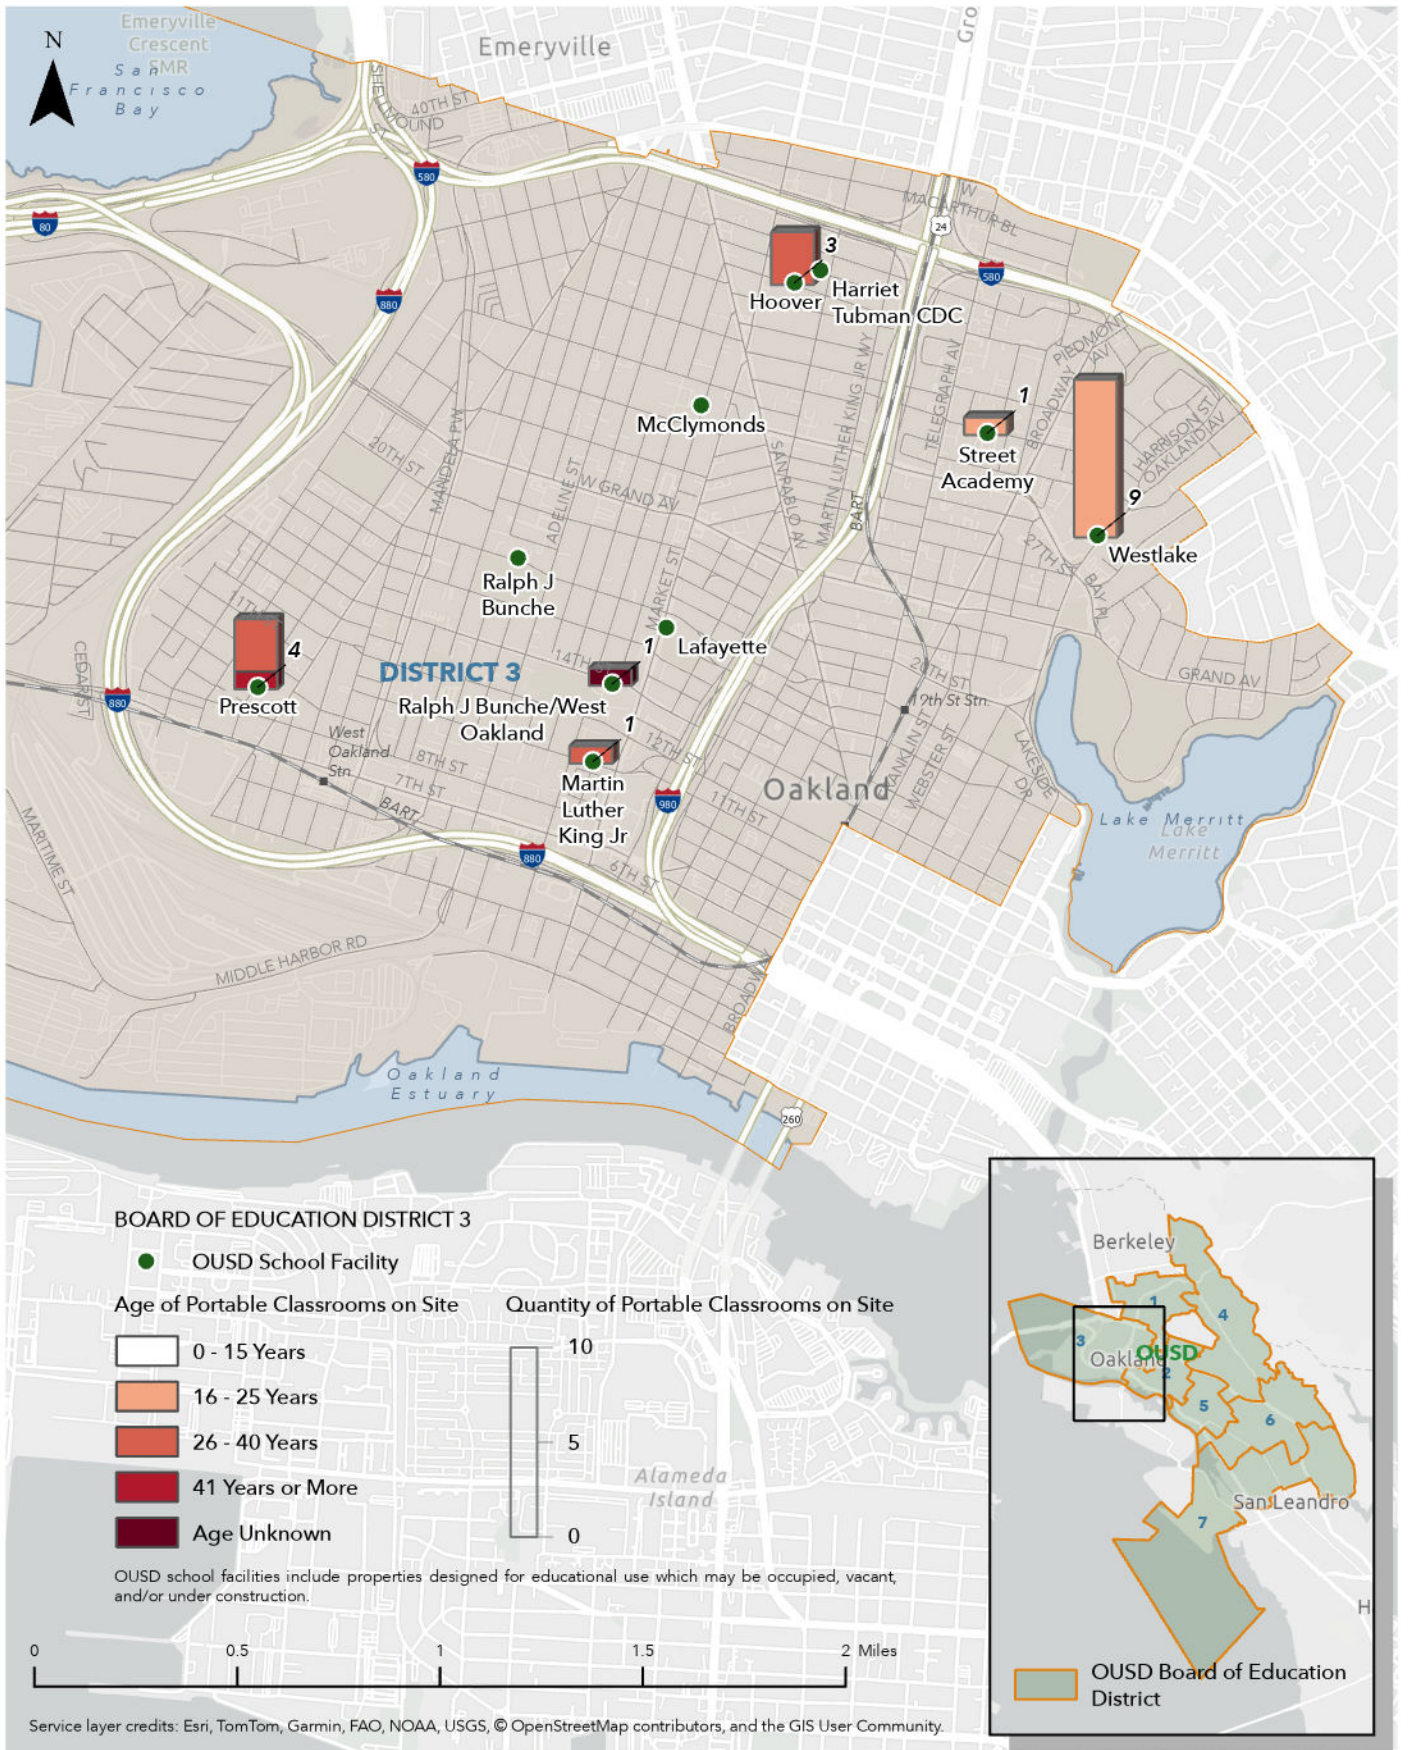 Emeryville
Crescent
SMR
San
Francisco
Bay
N
Emeryville
Gro
40TH ST
SHELLMOUND
ST
580
80
W
MACARTHUR BL
24
580
880
3
Hoover
Harriet
Tubman CDC
PIEDMONT
AV
BROADWAY
TELEGRAPH AV
MARTIN LUTHER KING JR WY
McClymonds
1
Street
Academy
HARRISON ST
OAKLAND AV
MANDELA PW
20TH ST
ADELINE ST
W GRAND AV
SAN PABLO AV
BART
9
Westlake
27TH ST
BAY PL
Ralph J
Bunche
MARKET ST
11TH
4
Prescott
CEDAR ST
880
DISTRICT 3
14TH ST
1
Lafayette
Ralph J Bunche/West
Oakland
GRAND AV
20TH ST
19th St Stn.
1
12TH ST
West
Oakland
Stn
8TH ST
7TH ST
BART
Martin
Luther
King Jr
980
11TH ST
Oakland
FRANKLIN ST
WEBSTER ST
LAKESIDE
DR
Lake Merritt
Lake
Merritt
MARITIME ST
880
6TH ST
MIDDLE HARBOR RD
BROADWAY
Oakland
Estuary
260
BOARD OF EDUCATION DISTRICT 3
OUSD School Facility
Age of Portable Classrooms on Site
0 - 15 Years
16 - 25 Years
26 - 40 Years
41 Years or More
Age Unknown
Quantity of Portable Classrooms on Site
10
5
0
OUSD school facilities include properties designed for educational use which may be occupied, vacant,
and/or under construction.
Alameda
Island
0 0.5 1 1.5 2 Miles
Service layer credits: Esri, TomTom, Garmin, FAO, NOAA, USGS, © OpenStreetMap contributors, and the GIS User Community.
Berkeley
1
4
3
Oakland
OUSD
2
5
6
San Leandro
7
H
OUSD Board of Education
District